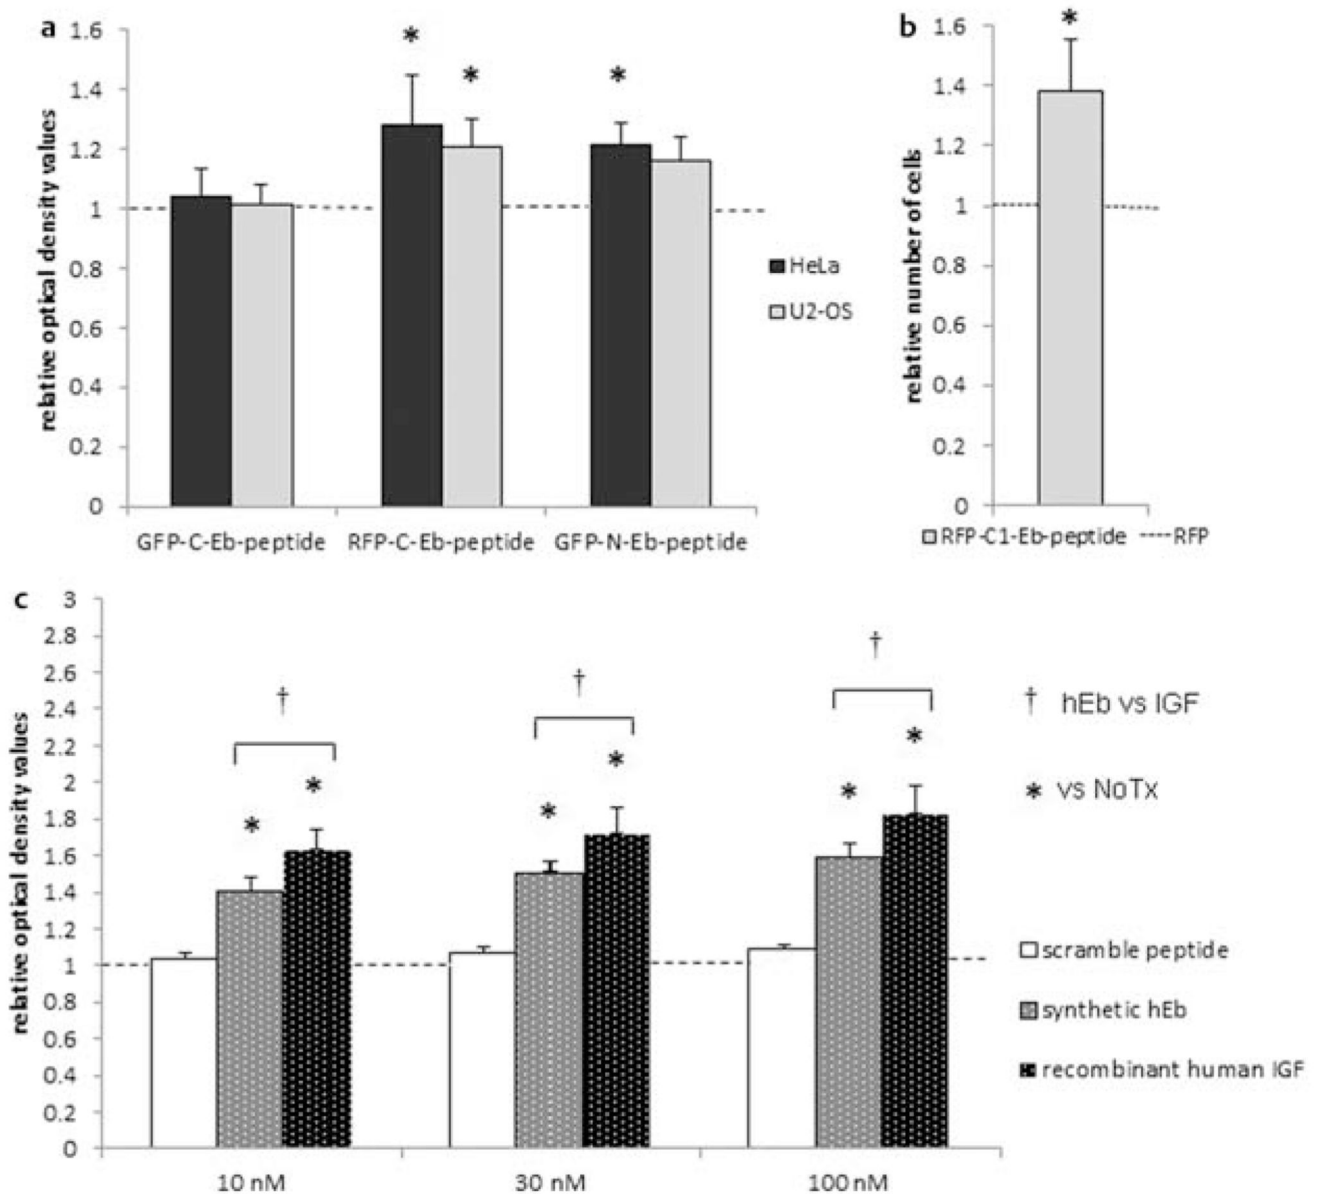 a
relative optical density values
1.6
1.4
1.2
1
0.8
0.6
0.4
0.2
0
*
*
*
GFP-C-Eb-peptide RFP-C-Eb-peptide GFP-N-Eb-peptide
HeLa
U2-OS
b
relative number of cells
1.6
1.4
1.2
1
0.8
0.6
0.4
0.2
0
*
RFP-C1-Eb-peptide RFP
c
relative optical density values
3
2.8
2.6
2.4
2.2
2
1.8
1.6
1.4
1.2
1
0.8
0.6
0.4
0.2
0
† † †
* * * * * *
10 nM 30 nM 100 nM
† hEb vs IGF
* vs NoTx
scramble peptide
synthetic hEb
recombinant human IGF